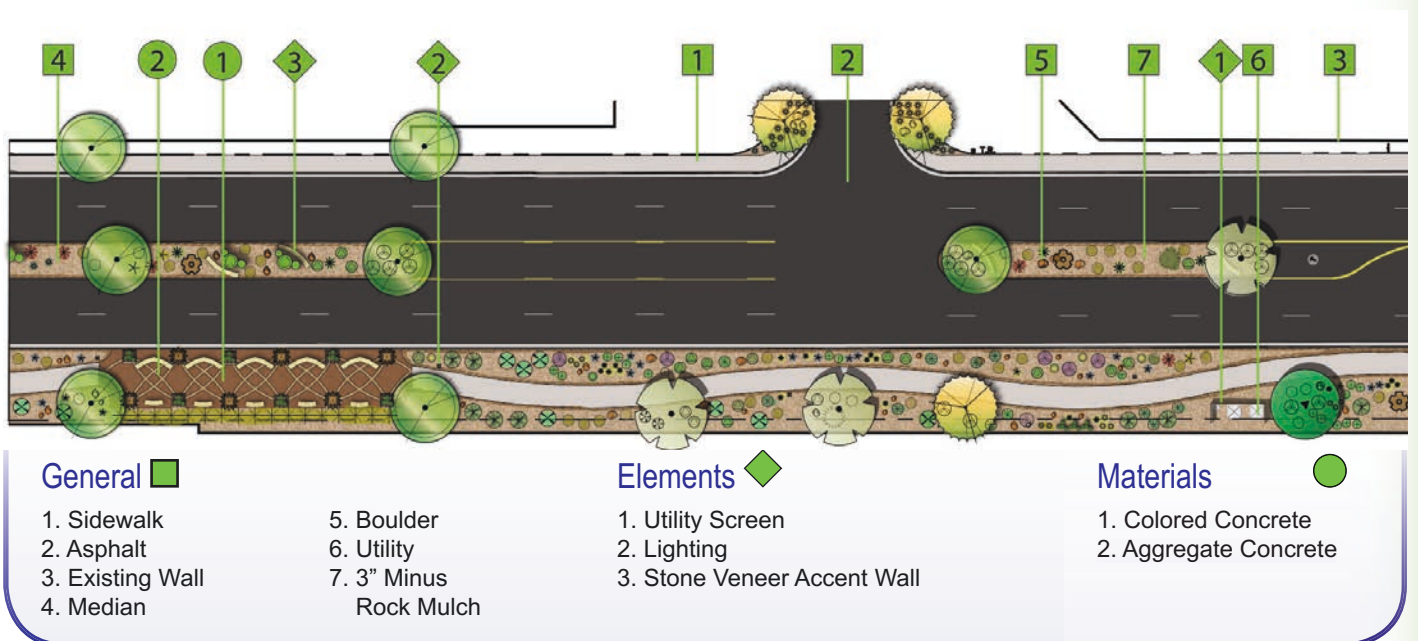 4 2 1 3 2 1 2 5 7 1 6 3
General
1. Sidewalk
2. Asphalt
3. Existing Wall
4. Median
5. Boulder
6. Utility
7. 3” Minus
Rock Mulch
Elements
1. Utility Screen
2. Lighting
3. Stone Veneer Accent Wall
Materials
1. Colored Concrete
2. Aggregate Concrete